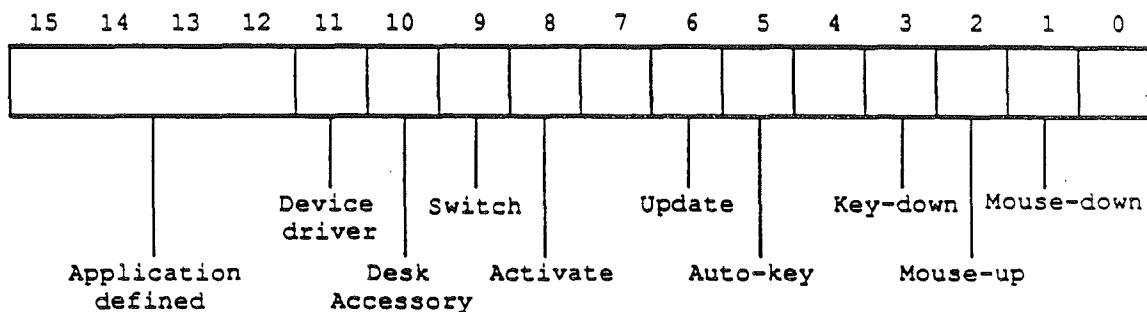 15 14 13 12 11 10 9 8 7 6 5 4 3 2 1 0
Device
driver
Switch
Update
Key-down
Mouse-down
Application
defined
Desk
Accessory
Activate
Auto-key
Mouse-up